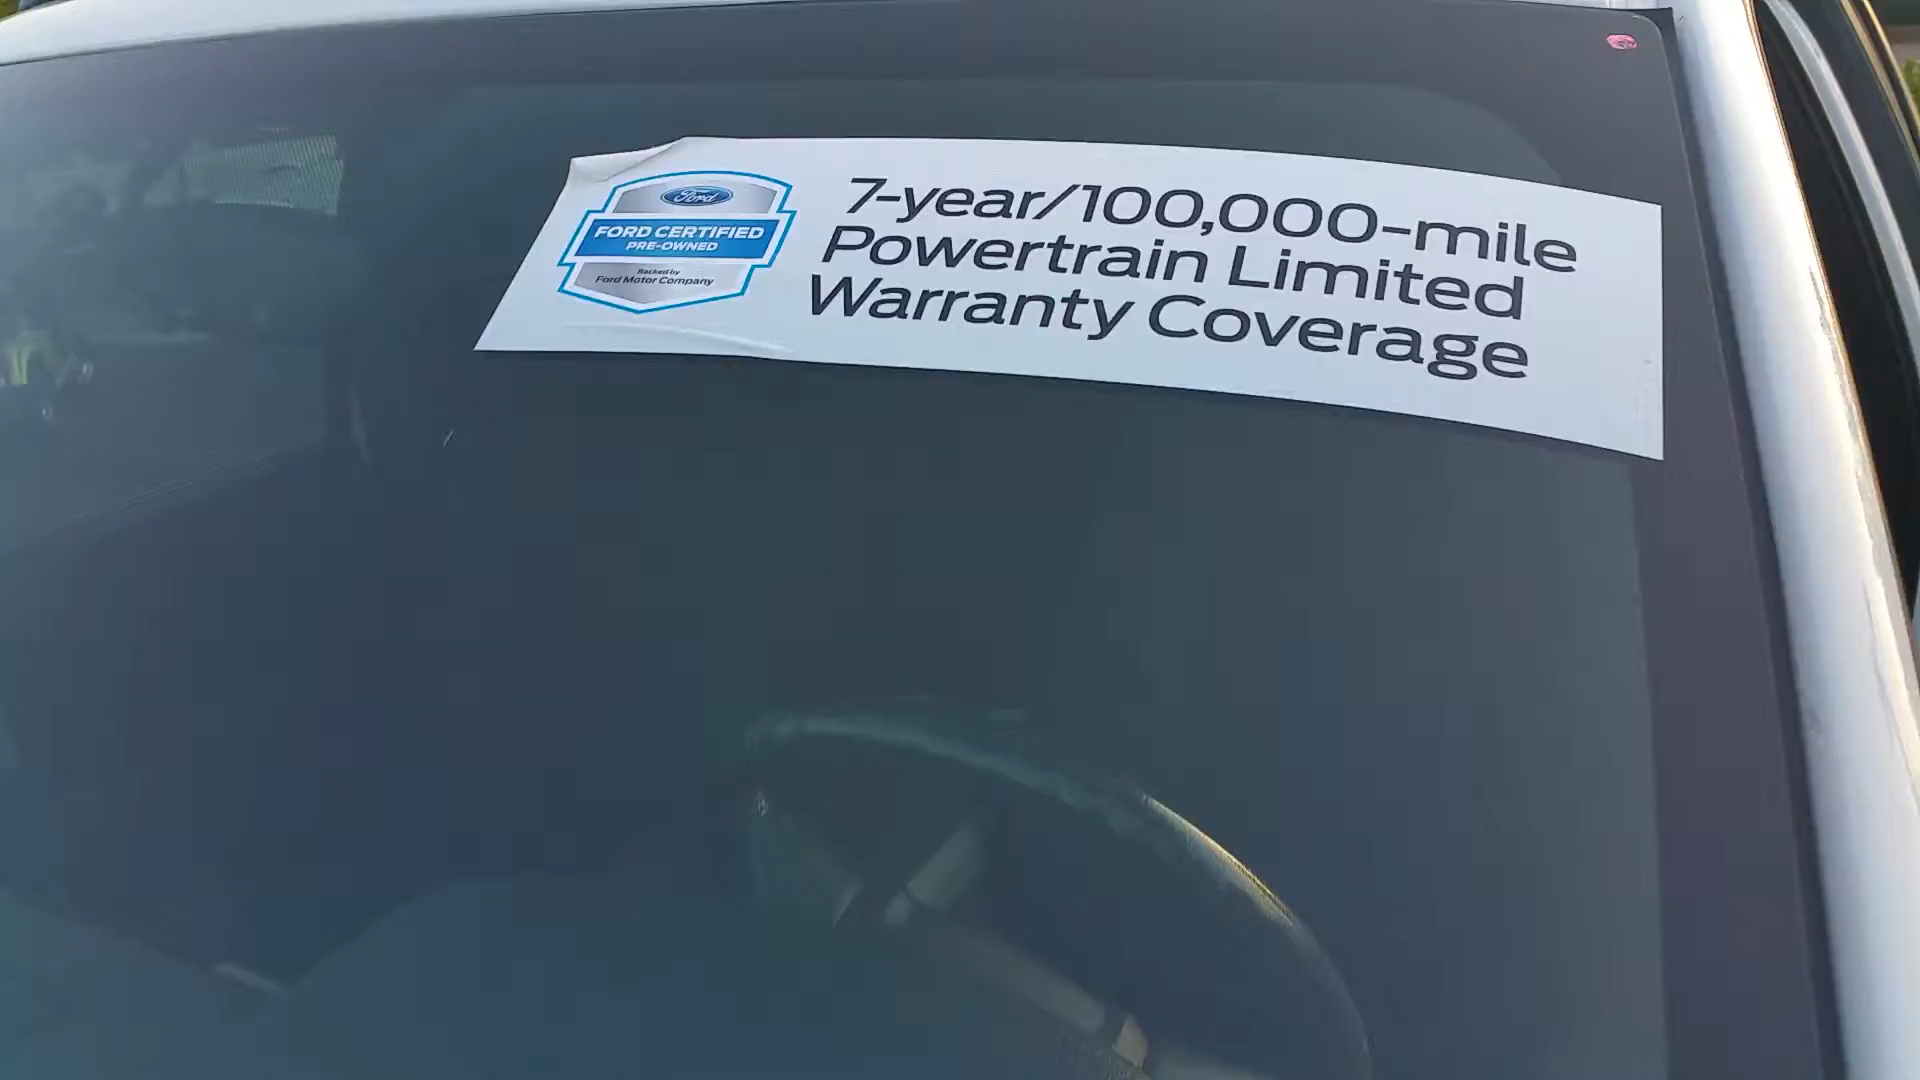 Ford
FORD CERTIFIED
PRE-OWNED
Backed by
Ford Motor Company
7-year/100,000-mile
Powertrain Limited
Warranty Coverage